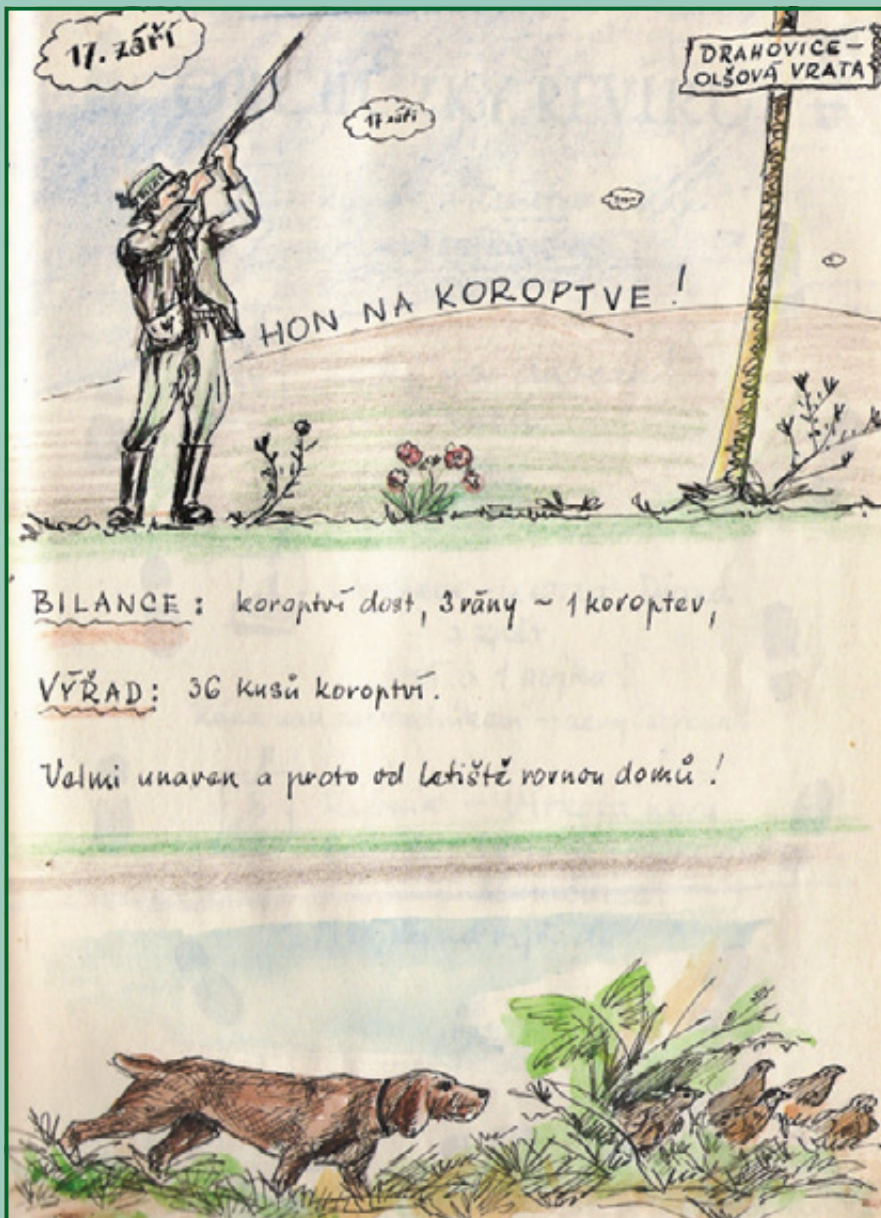 17. září
DRAHOVICE -
OLŠOVÁ VRATA
17 září
HON NA KOROPTVE !
BILANCE : koroptví dost, 3 rány ~ 1 koroptev,
VÝŘAD : 36 kusů koroptví.
Velmi unaven a proto od letiště rovnou domů !